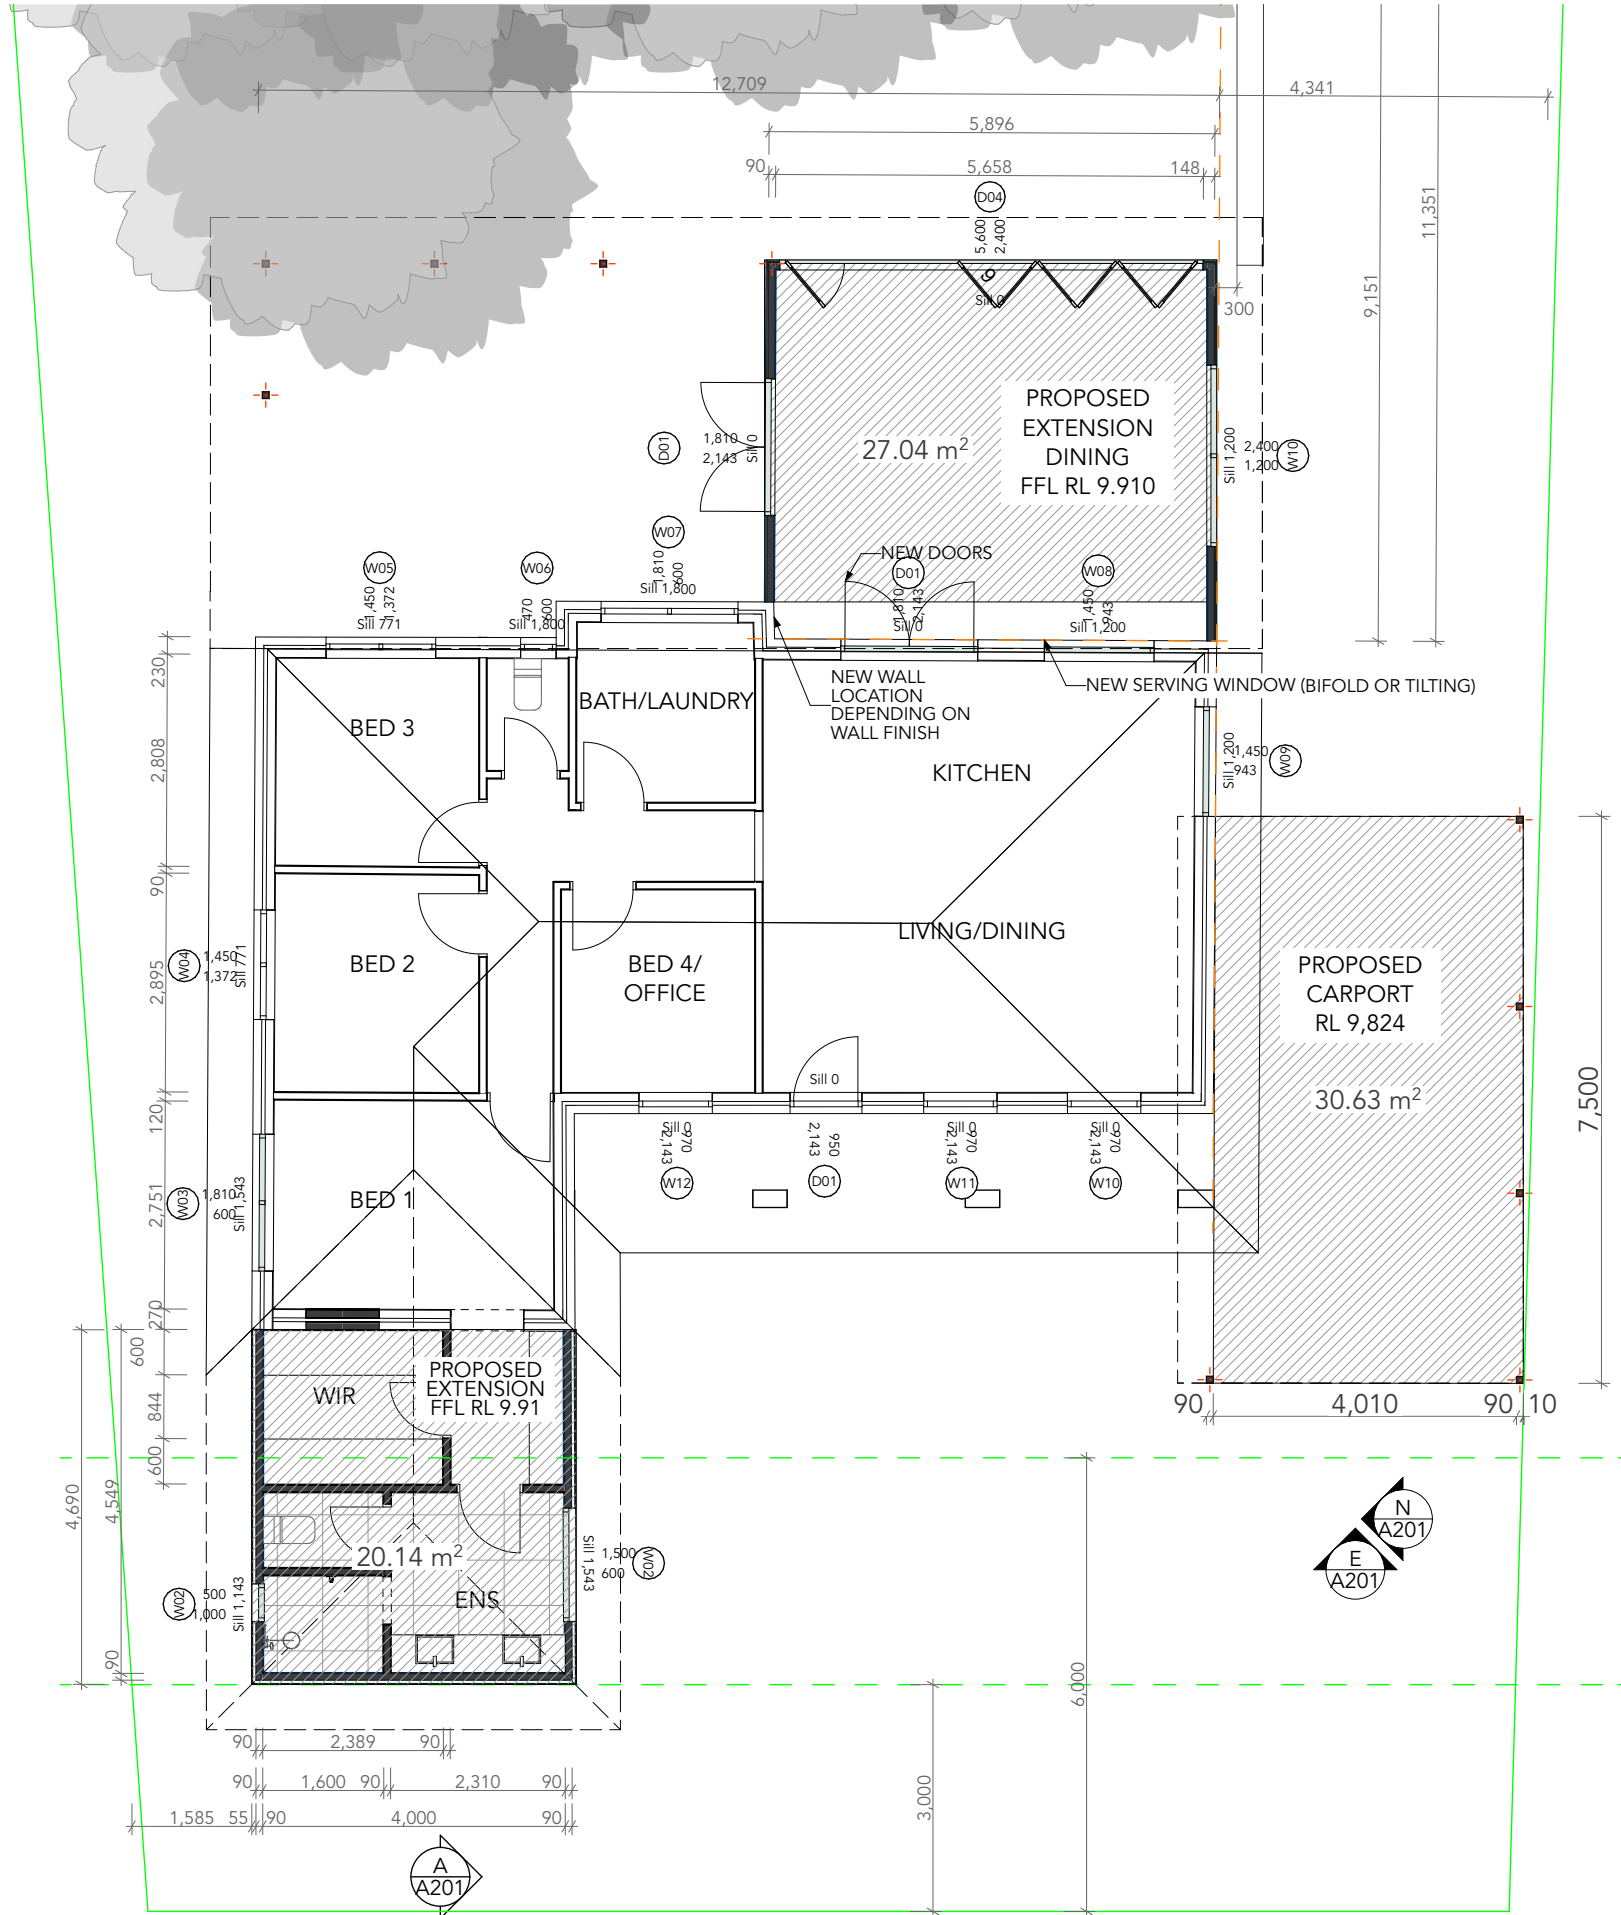 12,709
4,341
5,896
90
5,658
148
D04
5,600
2,400
6
Sill 0
11,351
9,151
300
PROPOSED
EXTENSION
DINING
FFL RL 9.910
27.04 m²
D01
1,810
2,143
Sill 0
Sill 1,200
2,400
1,200
W10
W07
1,810
600
Sill 1,800
W05
1,450
1,372
Sill 771
W06
470
600
Sill 1,800
NEW DOORS
D01
1,810
2,143
Sill 0
W08
1,450
943
Sill 1,200
NEW WALL
LOCATION
DEPENDING ON
WALL FINISH
NEW SERVING WINDOW (BIFOLD OR TILTING)
230
BED 3
BATH/LAUNDRY
KITCHEN
2,808
Sill 1,200
1,450
943
W09
90
LIVING/DINING
BED 2
BED 4/
OFFICE
W04
1,450
1,372
Sill 771
2,895
PROPOSED
CARPORT
RL 9,824
30.63 m²
7,500
Sill 0
120
Sill 0
970
2,143
W12
950
2,143
D01
Sill 0
970
2,143
W11
Sill 0
970
2,143
W10
BED 1
W03
1,810
600
Sill 1,543
2,751
270
600
844
600
4,690
4,549
90
WIR
PROPOSED
EXTENSION
FFL RL 9.91
90
4,010
90
10
20.14 m²
ENS
W02
500
1,000
Sill 1,143
Sill 1,543
1,500
600
W02
N
A201
E
A201
6,000
3,000
90
2,389
90
90
1,600
90
2,310
90
1,585
55
90
4,000
90
A
A201